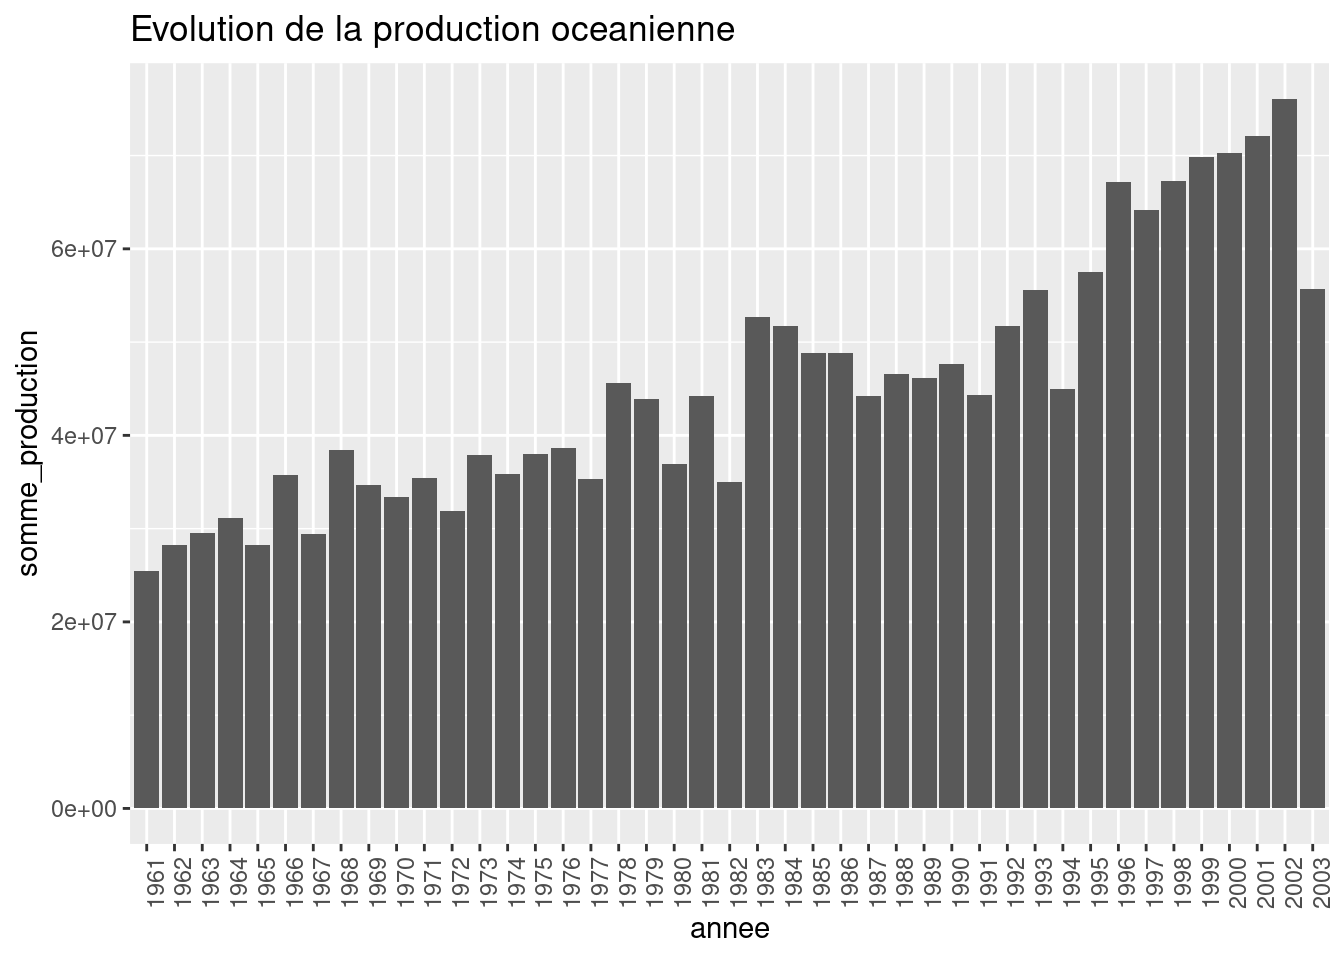 Evolution de la production oceanienne
somme_production
6e+07
4e+07
2e+07
0e+00
1961 1962 1963 1964 1965 1966 1967 1968 1969 1970 1971 1972 1973 1974 1975 1976 1977 1978 1979 1980 1981 1982 1983 1984 1985 1986 1987 1988 1989 1990 1991 1992 1993 1994 1995 1996 1997 1998 1999 2000 2001 2002 2003
annee